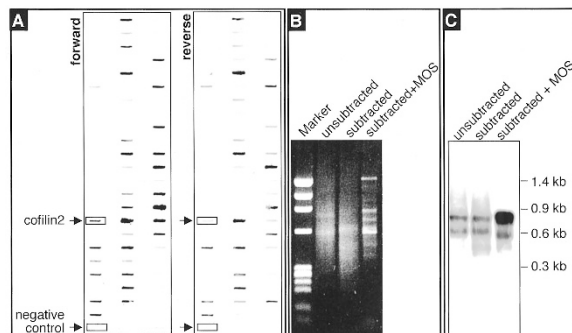 A
forward
reverse
cofilin2
negative
control
B
Marker
unsubtracted
subtracted
subtracted+MOS
C
unsubtracted
subtracted
subtracted + MOS
1.4 kb
0.9 kb
0.6 kb
0.3 kb